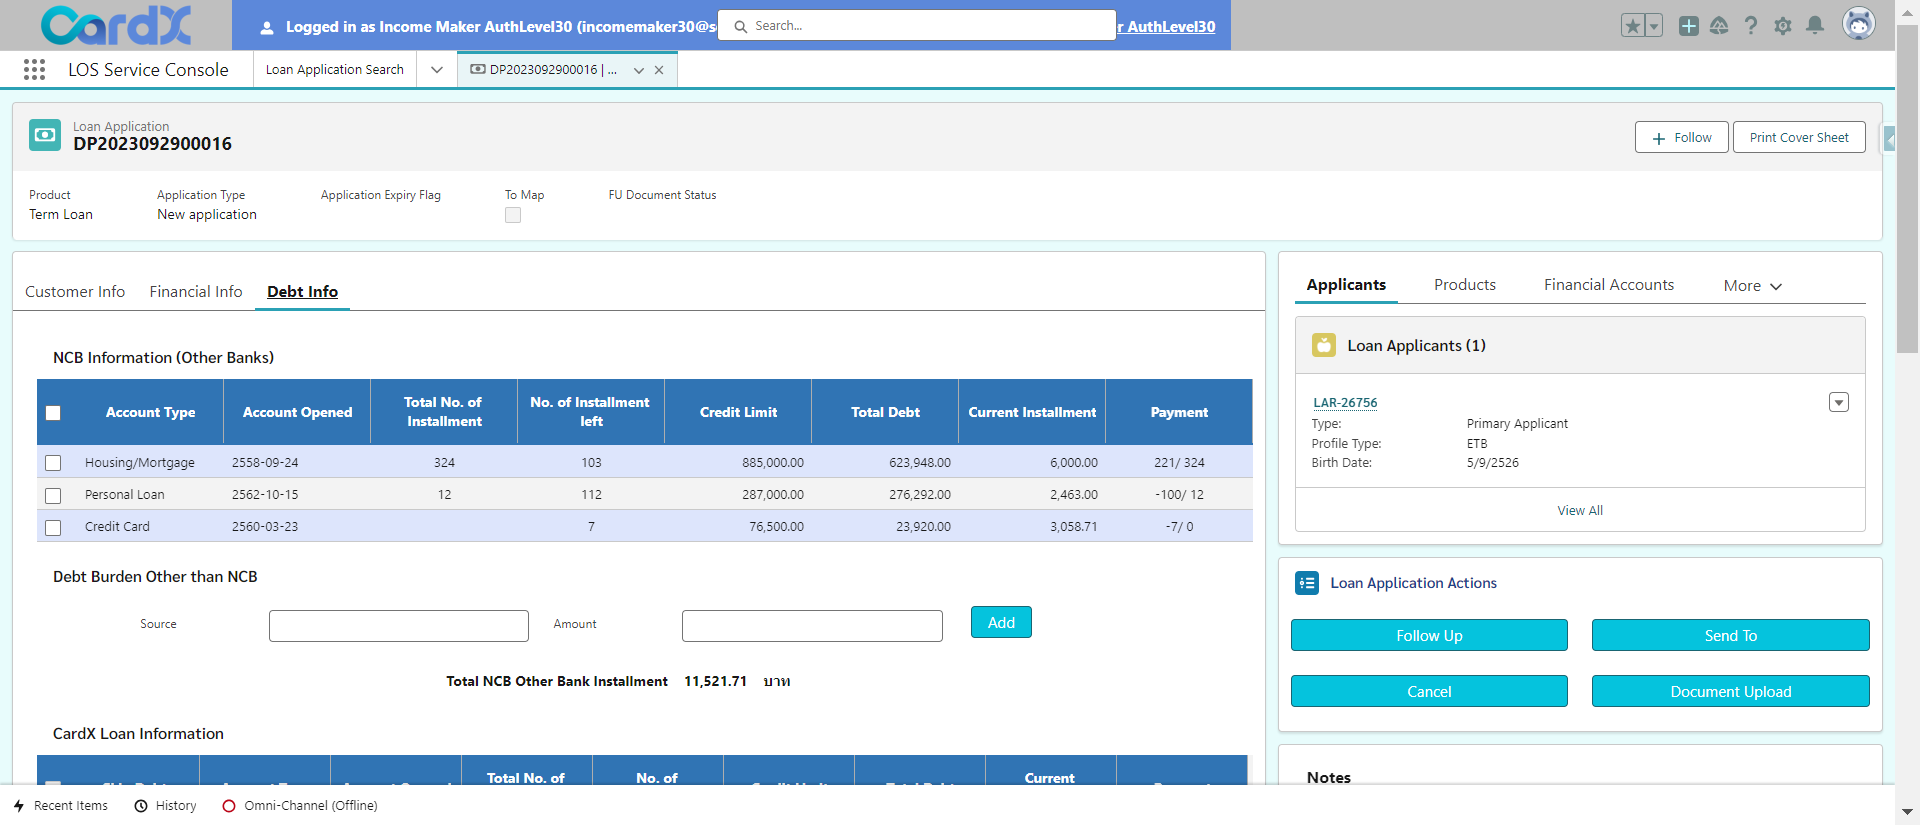 CardX
Logged in as Income Maker AuthLevel30 (incomemaker30@s
Search...
r AuthLevel30
LOS Service Console
Loan Application Search
DP2023092900016 | ...
Loan Application
DP2023092900016
Follow
Print Cover Sheet
Product
Application Type
Application Expiry Flag
To Map
FU Document Status
Term Loan
New application
Customer Info
Financial Info
Debt Info
NCB Information (Other Banks)
Account Type
Account Opened
Total No. of Installment
No. of Installment left
Credit Limit
Total Debt
Current Installment
Payment
Housing/Mortgage 2558-09-24 324 103 885,000.00 623,948.00 6,000.00 221/ 324
Personal Loan 2562-10-15 12 112 287,000.00 276,292.00 2,463.00 -100/ 12
Credit Card 2560-03-23 7 76,500.00 23,920.00 3,058.71 -7/ 0
Debt Burden Other than NCB
Source
Amount
Add
Total NCB Other Bank Installment 11,521.71 บาท
CardX Loan Information
Total No. of
No. of
Current
Applicants
Products
Financial Accounts
More
Loan Applicants (1)
LAR-26756
Type: Primary Applicant
Profile Type: ETB
Birth Date: 5/9/2526
View All
Loan Application Actions
Follow Up
Send To
Cancel
Document Upload
Notes
Recent Items
History
Omni-Channel (Offline)